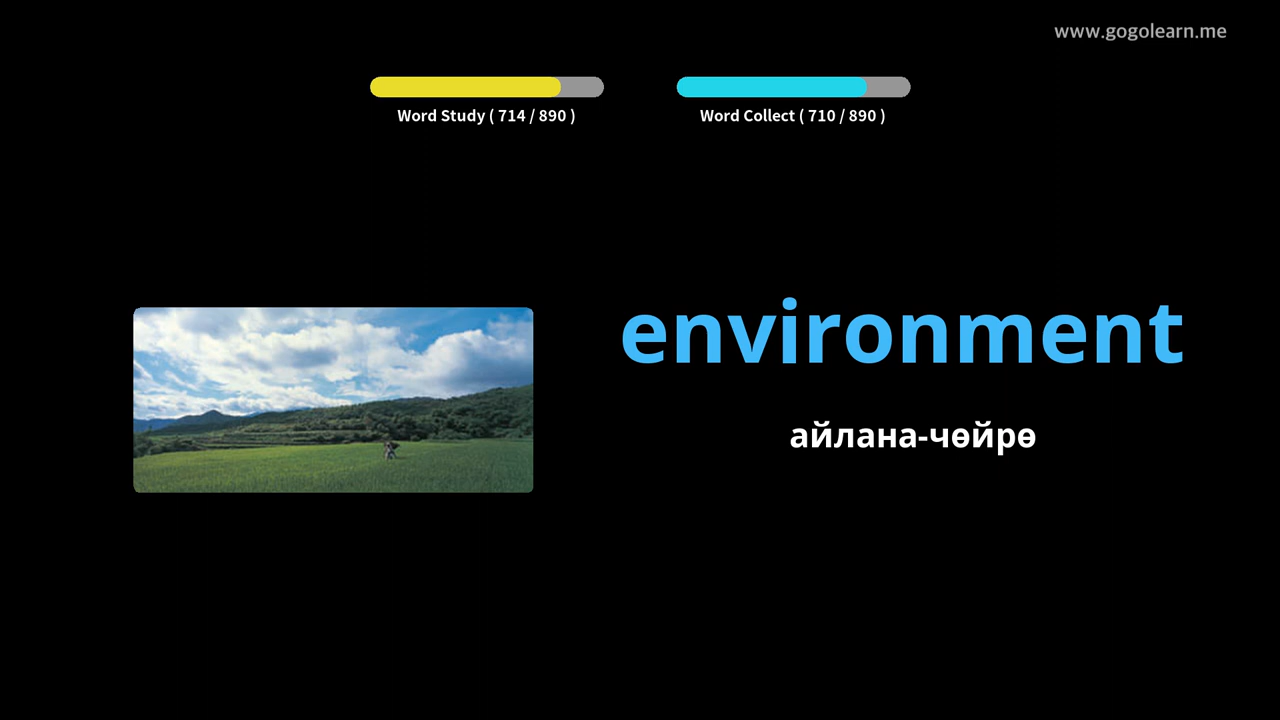 www.gogolearn.me
Word Study ( 714 / 890 )
Word Collect ( 710 / 890 )
environment
айлана-чөйрө